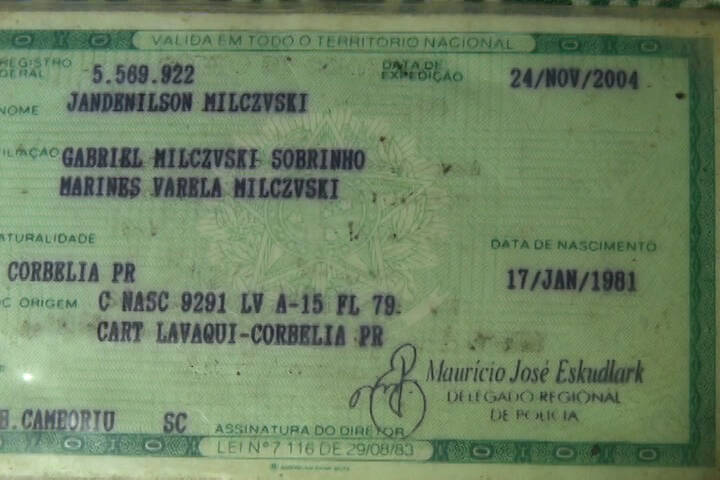 VALIDA EM TODO O TERRITÓRIO NACIONAL
REGISTRO
GERAL 5.569.922 DATA DE
EXPEDIÇÃO 24/NOV/2004
NOME JANDENILSON MILCZVSKI
FILIAÇÃO GABRIEL MILCZVSKI SOBRINHO
MARINES VARELA MILCZVSKI
NATURALIDADE DATA DE NASCIMENTO
CORBELIA PR 17/JAN/1981
DOC ORIGEM C NASC 9291 LV A-15 FL 79.
CART LAVAQUI-CORBELIA PR
Maurício José Eskudlark
DELEGADO REGIONAL
DE POLÍCIA
B.CAMBORIU SC ASSINATURA DO DIRETOR
LEI Nº 7.116 DE 29/08/83